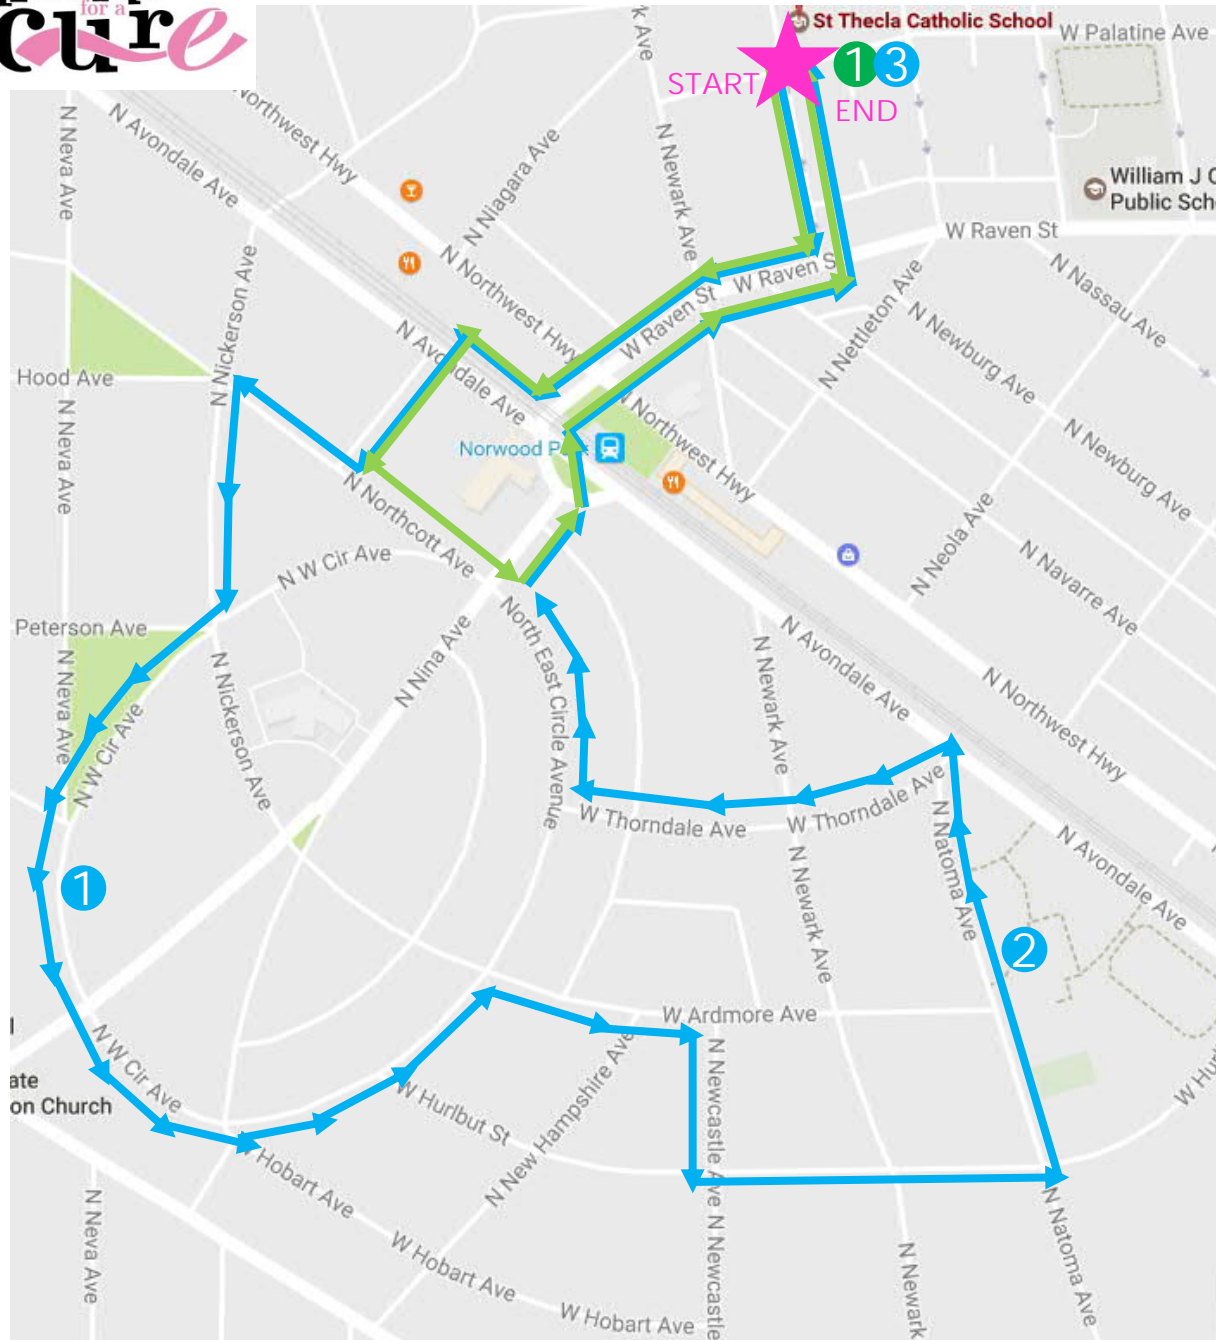 for a
cure
St Thecla Catholic School
W Palatine Ave
START
1
3
END
William J
Public Sch
N Avondale Ave
Northwest Hwy
N Niagara Ave
N Newark Ave
k Ave
N Neva Ave
W Raven St
N Nassau Ave
N Northwest Hwy
W Raven S
N Nickerson Ave
N Avondale Ave
W Raven St
N Nettleton Ave
N Newburg Ave
Hood Ave
N Northwest Hwy
N Neva Ave
Norwood P
N Newburg Ave
N Northcott Ave
N Neola Ave
N W Cir Ave
N Navarre Ave
Peterson Ave
N Neva Ave
N Nickerson Ave
N Nina Ave
North East Circle Avenue
N Newark Ave
N Avondale Ave
N Northwest Hwy
N W Cir Ave
W Thorndale Ave
W Thorndale Ave
N Natoma Ave
N Avondale Ave
1
N Newark Ave
2
W Ardmore Ave
N W Cir Ave
ate
on Church
W Hurlbut St
N New Hampshire Ave
N Newcastle Ave
W Hur
W Hobart Ave
N Neva Ave
W Hobart Ave
W Hobart Ave
N Newcastle
N Newark
N Natoma Ave